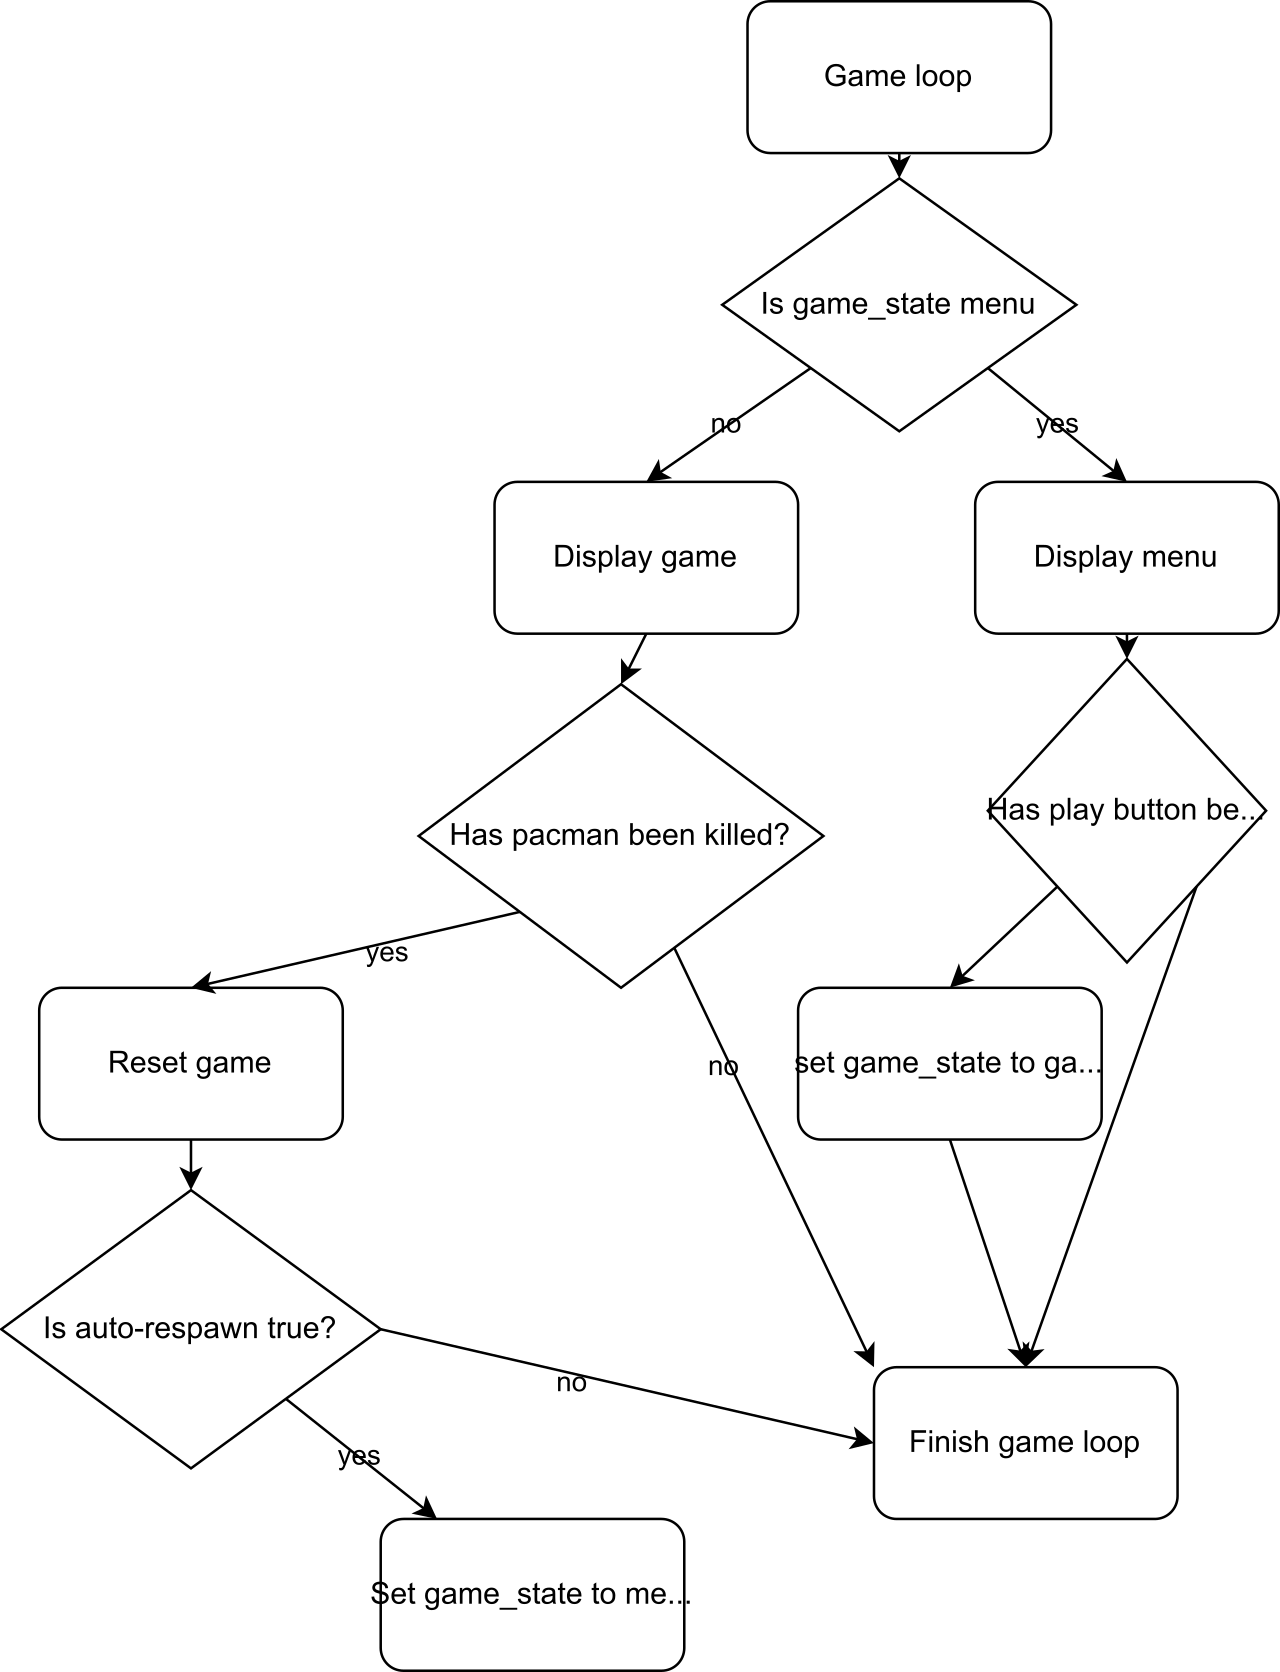 Game loop
Is game_state menu
no
yes
Display game
Display menu
Has pacman been killed?
Has play button be...
yes
Reset game
no
set game_state to ga...
Is auto-respawn true?
no
yes
Finish game loop
Set game_state to me...